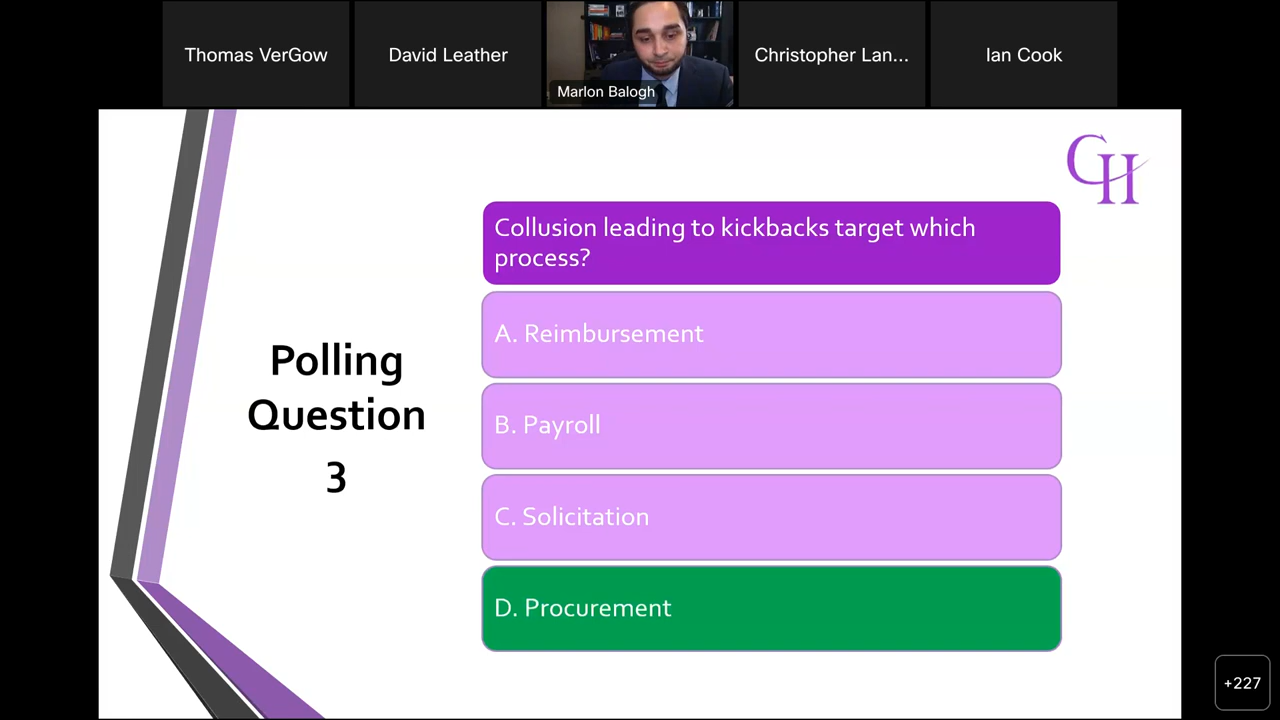 Thomas VerGow
David Leather
Marlon Balogh
Christopher Lan...
Ian Cook
CH
Collusion leading to kickbacks target which
process?
A. Reimbursement
B. Payroll
C. Solicitation
D. Procurement
Polling
Question
3
+227